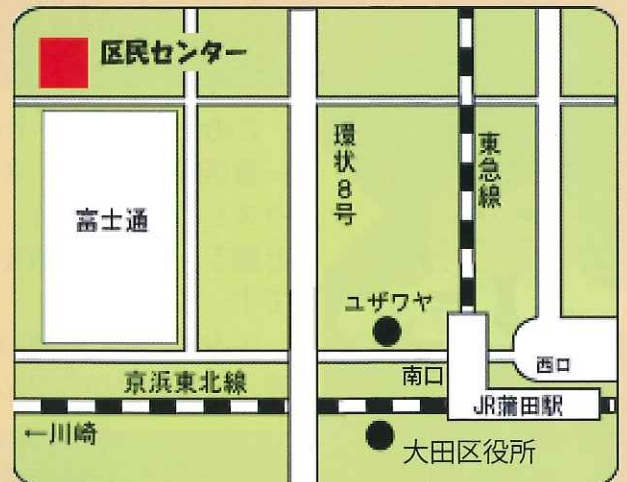 区民センター
環状8号
東急線
富士通
ユザワヤ
西口
南口
京浜東北線
JR蒲田駅
←川崎
大田区役所